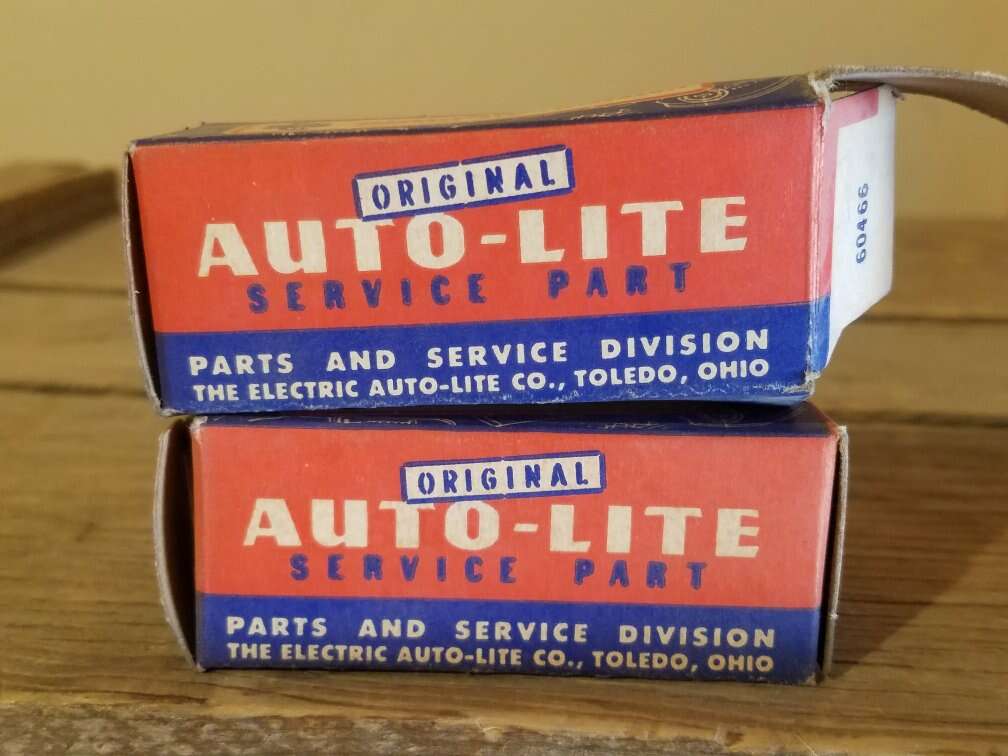 ORIGINAL
AUTO-LITE
SERVICE PART
PARTS AND SERVICE DIVISION
THE ELECTRIC AUTO-LITE CO., TOLEDO, OHIO
60466
ORIGINAL
AUTO-LITE
SERVICE PART
PARTS AND SERVICE DIVISION
THE ELECTRIC AUTO-LITE CO., TOLEDO, OHIO